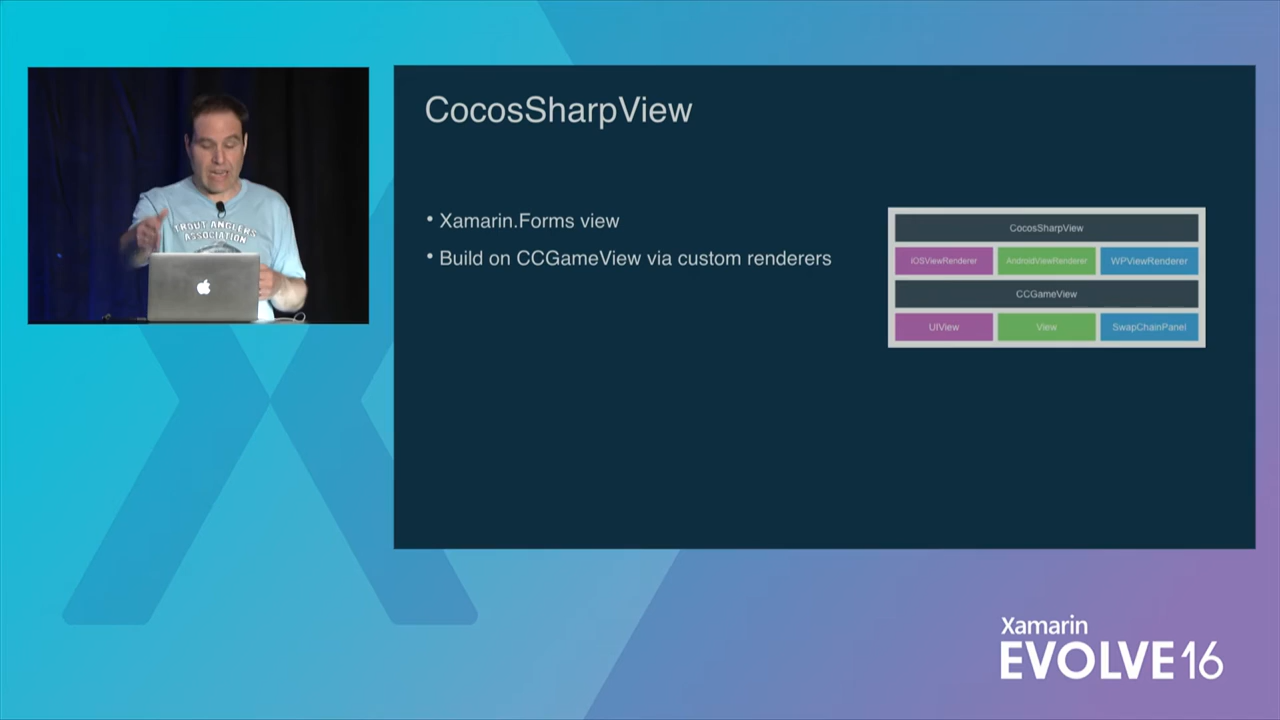 TROUT ANGLERS
ASSOCIATION
CocosSharpView
• Xamarin.Forms view
• Build on CCGameView via custom renderers
CocosSharpView
iOSViewRenderer AndroidViewRenderer WPViewRenderer
CCGameView
UIView View SwapChainPanel
Xamarin
EVOLVE16